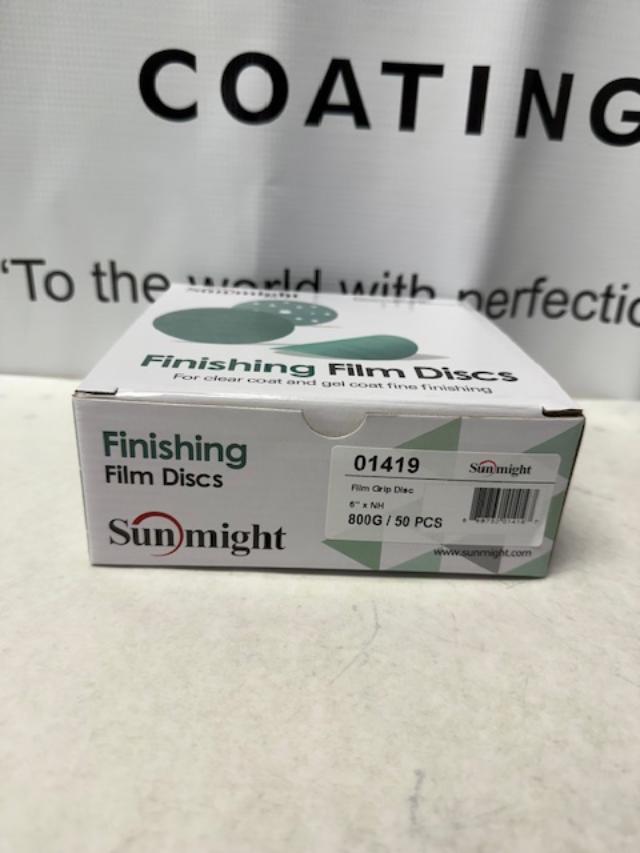 COATING
“To the world with perfectio
Sunmight
Finishing Film Discs
For clear coat and gel coat fine finishing
Finishing
Film Discs
Sunmight
01419
Sunmight
Film Grip Disc
6" x NH
800G / 50 PCS
www.sunmight.com